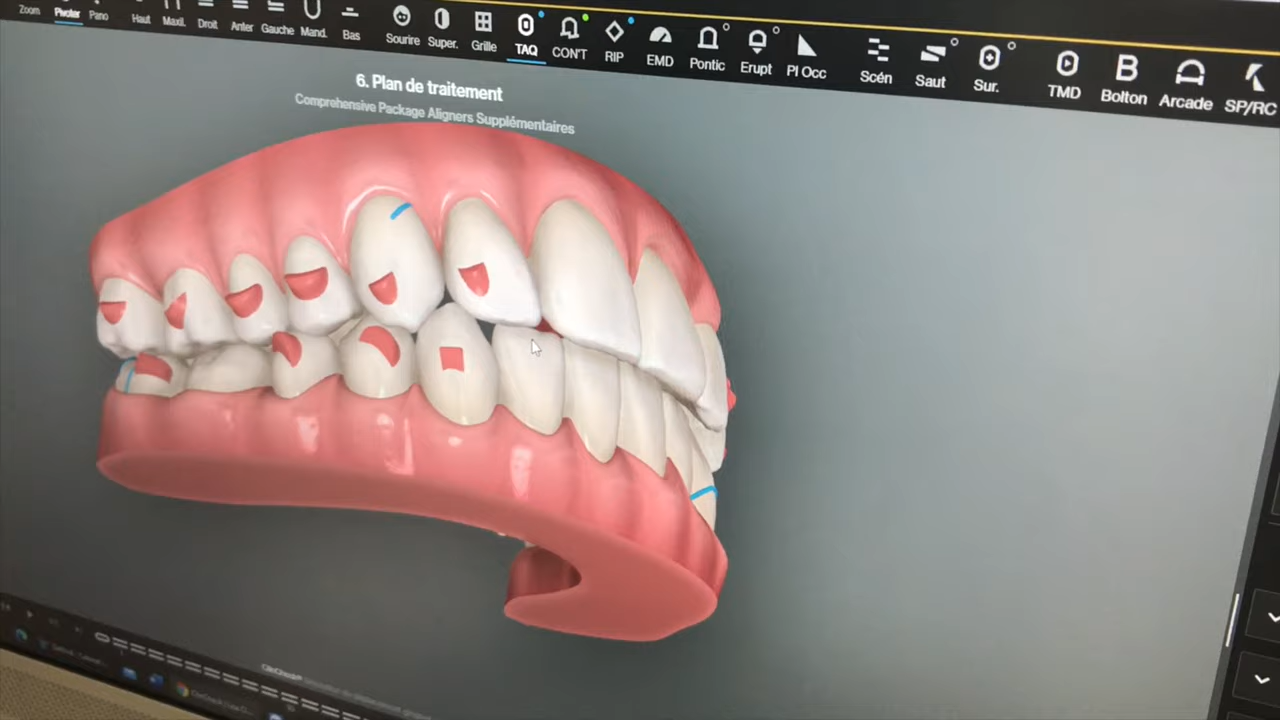 Zoom
Pivoter
Pano
Haut
Maxil.
Droit
Anter
Gauche
Mand.
Bas
Sourire
Super.
Grille
TAQ
CON'T
RIP
EMD
Pontic
Erupt
Pl Occ
Scén
Saut
Sur.
TMD
B
Bolton
Arcade
SP/RC
6. Plan de traitement
Comprehensive Package Aligners Supplémentaires